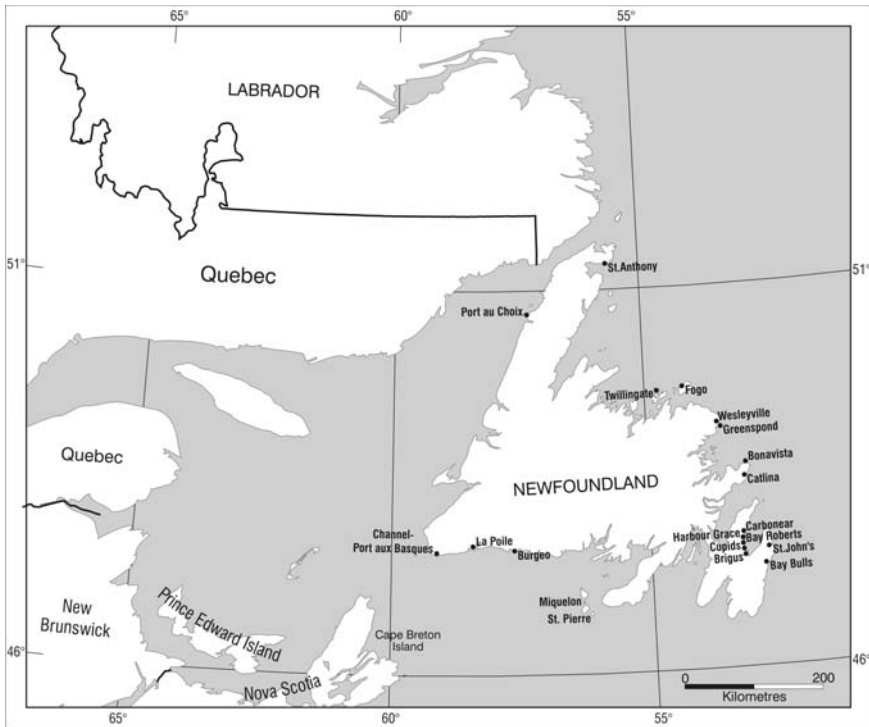 65°
60°
55°
LABRADOR
51°
51°
Quebec
St.Anthony
Port au Choix
Twillingate
Fogo
Wesleyville
Greenspond
Quebec
Bonavista
Catlina
NEWFOUNDLAND
Carbonear
Harbour Grace
Bay Roberts
Channel-
Port aux Basques
La Poile
Burgeo
Cupids
St.John's
Brigus
Bay Bulls
New
Brunswick
Prince Edward Island
Miquelon
St. Pierre
Cape Breton
Island
46°
46°
Nova Scotia
0
200
Kilometres
65°
60°
55°